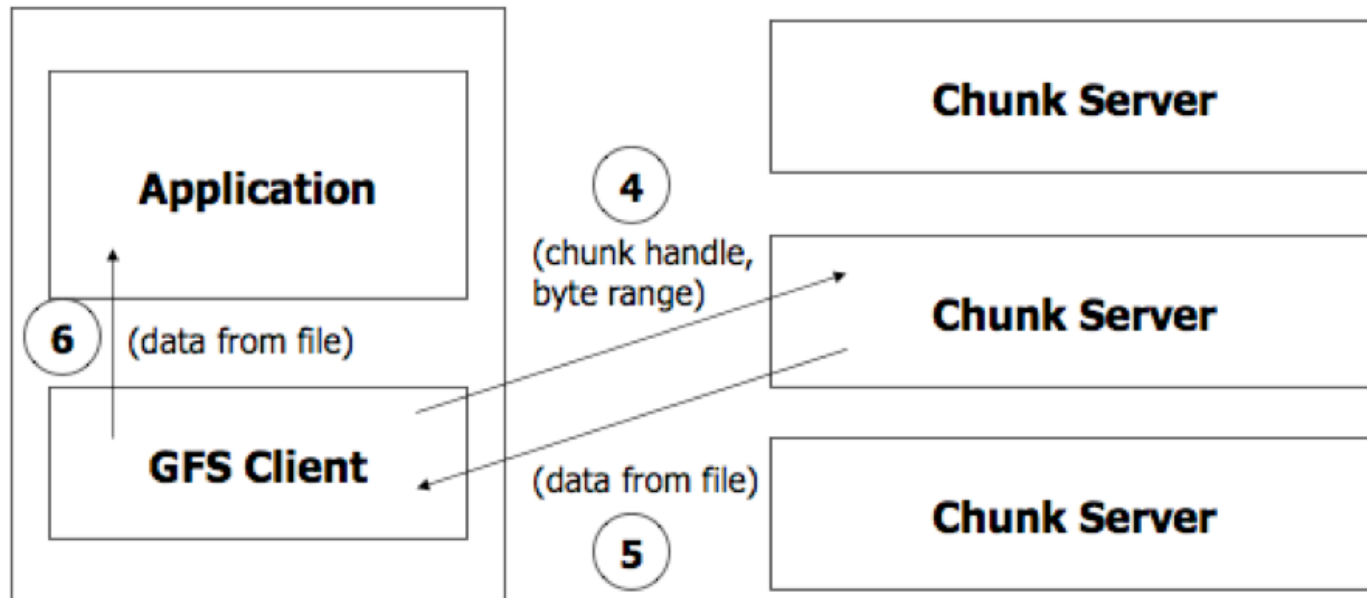 Application
6
(data from file)
GFS Client
4
(chunk handle,
byte range)
(data from file)
5
Chunk Server
Chunk Server
Chunk Server